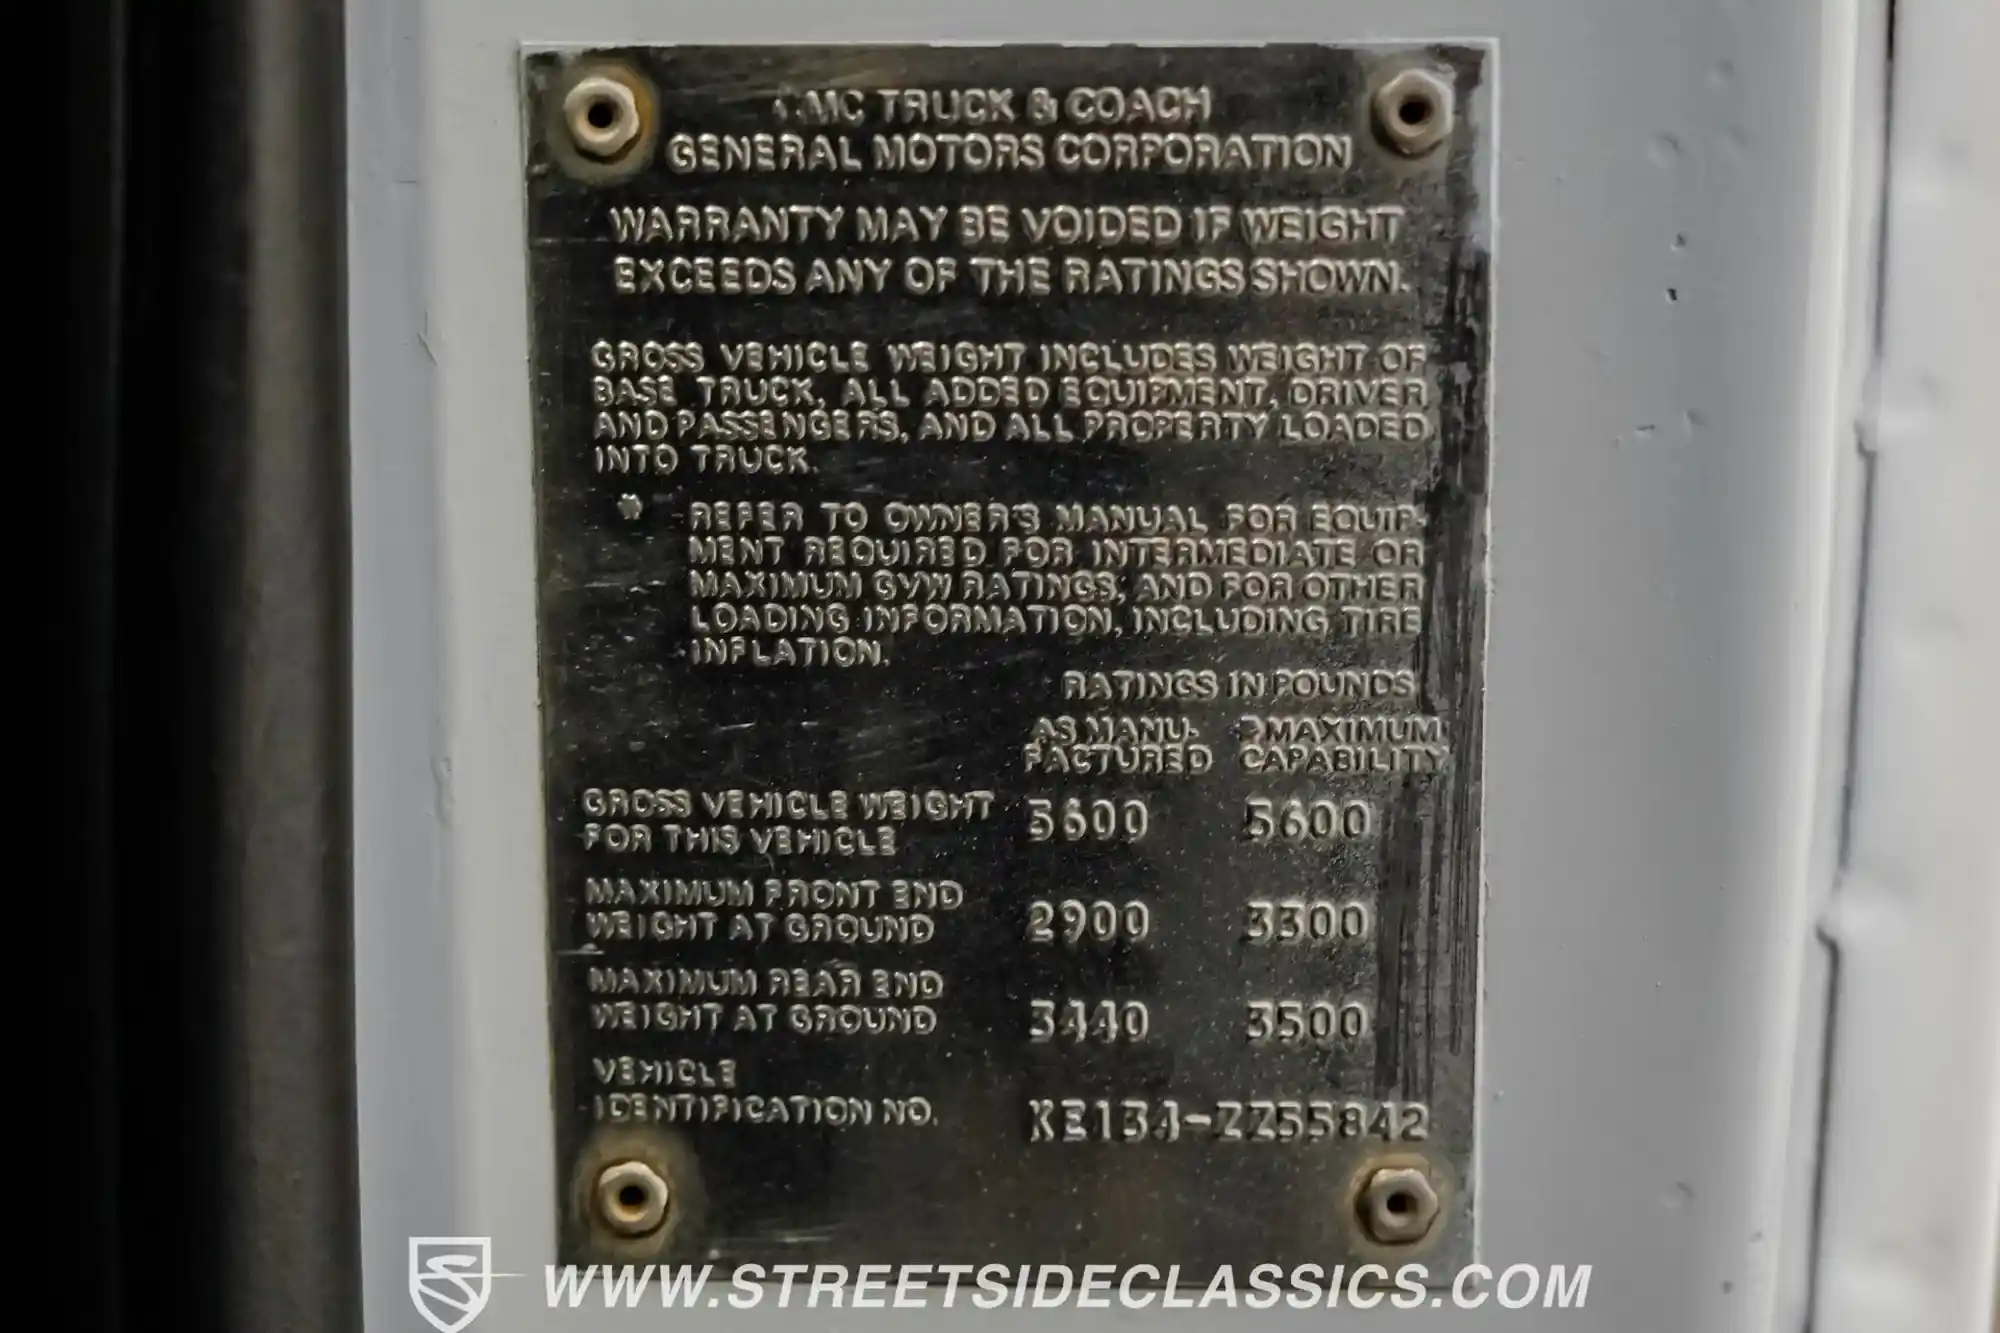 GMC TRUCK & COACH
GENERAL MOTORS CORPORATION
WARRANTY MAY BE VOIDED IF WEIGHT
EXCEEDS ANY OF THE RATINGS SHOWN.
GROSS VEHICLE WEIGHT INCLUDES WEIGHT OF
BASE TRUCK, ALL ADDED EQUIPMENT, DRIVER
AND PASSENGERS, AND ALL PROPERTY LOADED
INTO TRUCK.
* REFER TO OWNER'S MANUAL FOR EQUIP-
MENT REQUIRED FOR INTERMEDIATE OR
MAXIMUM GVW RATINGS, AND FOR OTHER
LOADING INFORMATION, INCLUDING TIRE
INFLATION.
RATINGS IN POUNDS
AS MANU- MAXIMUM
FACTURED CAPABILITY
GROSS VEHICLE WEIGHT 5600 5600
FOR THIS VEHICLE
MAXIMUM FRONT END
WEIGHT AT GROUND 2900 3300
MAXIMUM REAR END
WEIGHT AT GROUND 3440 3500
VEHICLE
IDENTIFICATION NO. KE134-ZZ55842
WWW.STREETSIDECLASSICS.COM